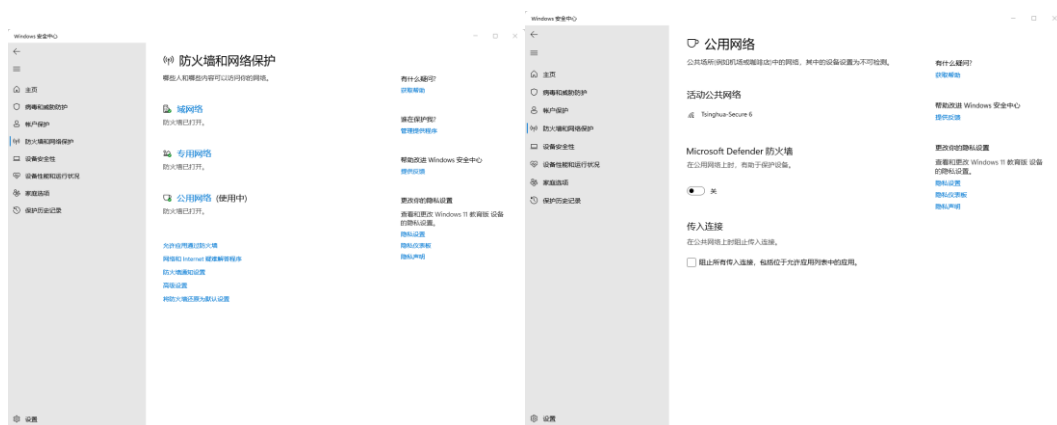 Windows 安全中心
主页
病毒和威胁防护
帐户保护
防火墙和网络保护
设备安全性
设备性能和运行状况
家庭选项
保护历史记录
设置
防火墙和网络保护
哪些人和哪些内容可以访问你的网络。
域网络
防火墙已打开。
专用网络
防火墙已打开。
公用网络 (使用中)
防火墙已打开。
允许应用通过防火墙
网络和 Internet 疑难解答程序
防火墙通知设置
高级设置
将防火墙还原为默认设置
有什么疑问?
获取帮助
谁在保护我?
管理提供程序
帮助改进 Windows 安全中心
提供反馈
更改你的隐私设置
查看和更改 Windows 11 教育版 设备
的隐私设置。
隐私设置
隐私仪表板
隐私声明
Windows 安全中心
主页
病毒和威胁防护
帐户保护
防火墙和网络保护
设备安全性
设备性能和运行状况
家庭选项
保护历史记录
设置
公用网络
公共场所(例如机场或咖啡店)中的网络，其中的设备设置为不可检测。
活动公共网络
Tsinghua-Secure 6
Microsoft Defender 防火墙
在公用网络上时，有助于保护设备。
关
传入连接
在公共网络上时阻止传入连接。
阻止所有传入连接，包括位于允许应用列表中的应用。
有什么疑问?
获取帮助
帮助改进 Windows 安全中心
提供反馈
更改你的隐私设置
查看和更改 Windows 11 教育版 设备
的隐私设置。
隐私设置
隐私仪表板
隐私声明